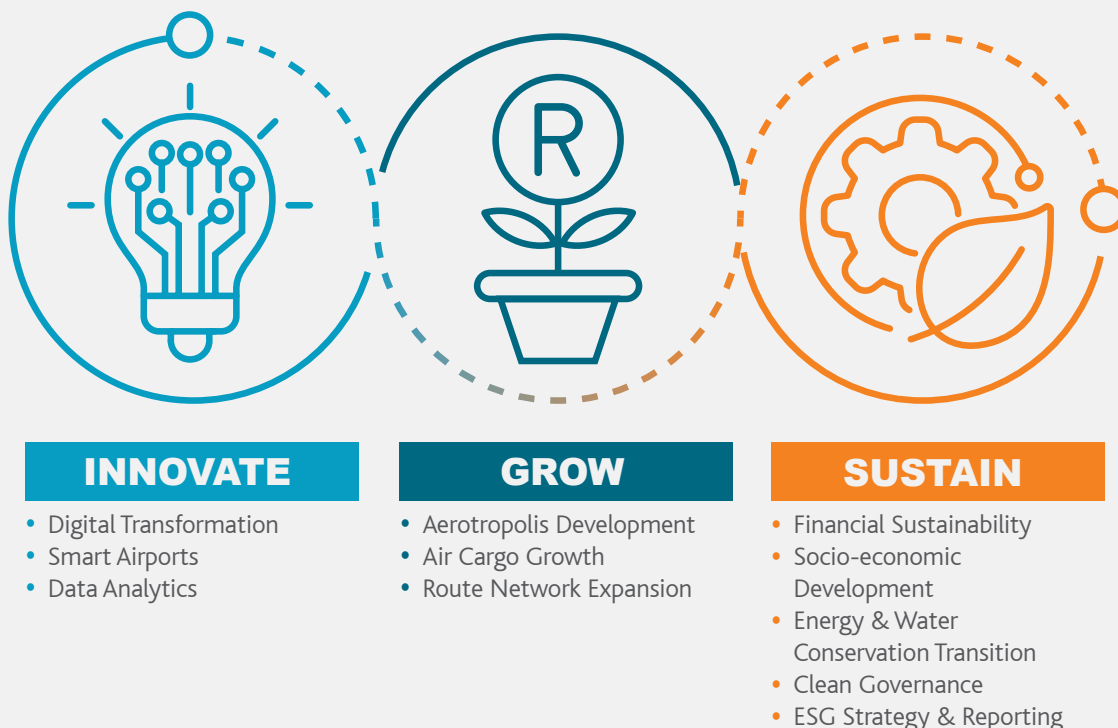 R
INNOVATE
• Digital Transformation
• Smart Airports
• Data Analytics
GROW
• Aerotropolis Development
• Air Cargo Growth
• Route Network Expansion
SUSTAIN
• Financial Sustainability
• Socio-economic
Development
• Energy & Water
Conservation Transition
• Clean Governance
• ESG Strategy & Reporting